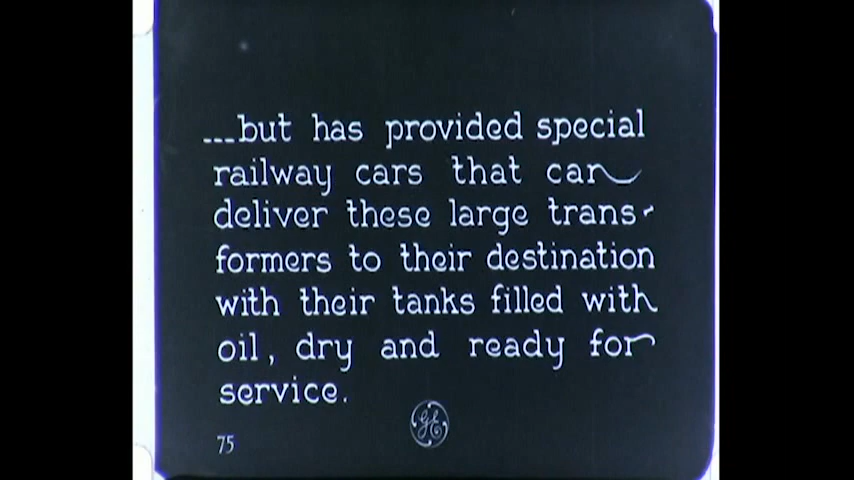 ...but has provided special
railway cars that can
deliver these large trans-
formers to their destination
with their tanks filled with
oil, dry and ready for
service.
GE
75